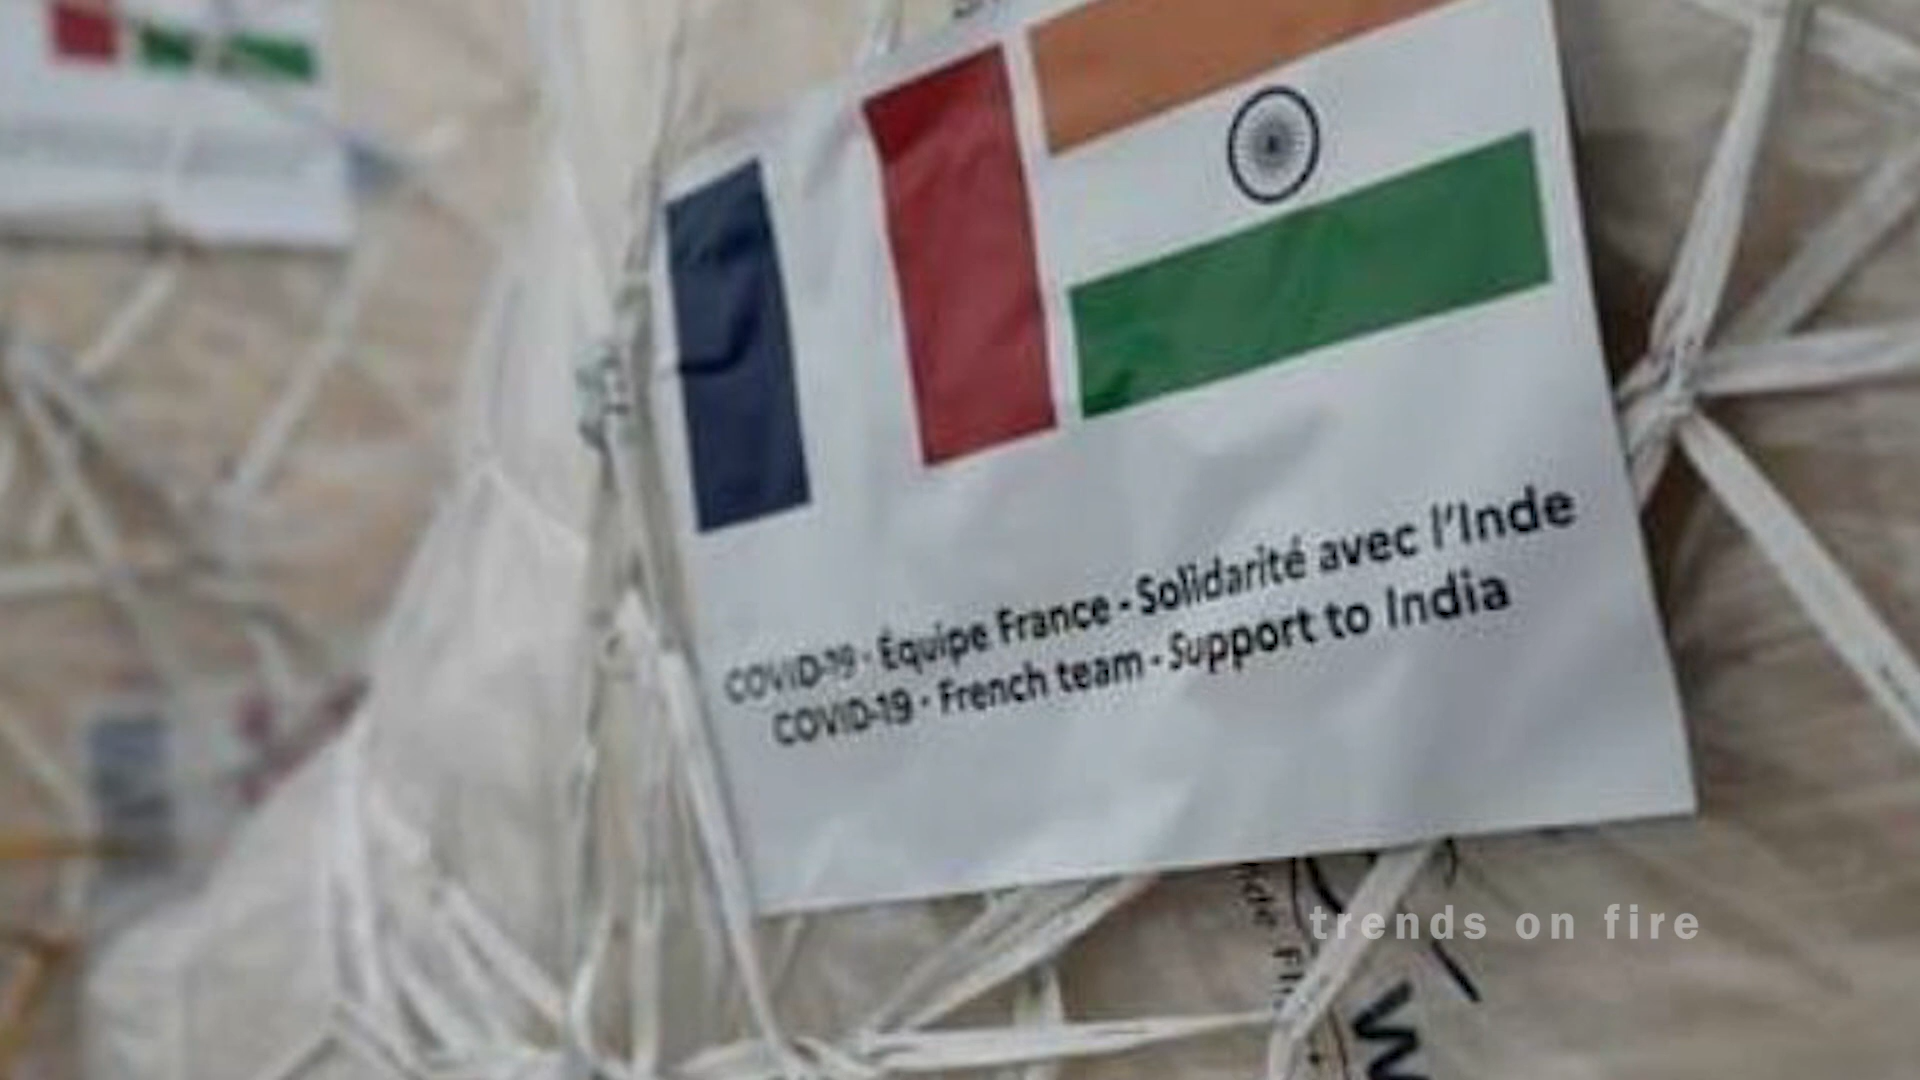 COVID-19 - Équipe France - Solidarité avec l'Inde
COVID-19 - French team - Support to India
trends on fire
W